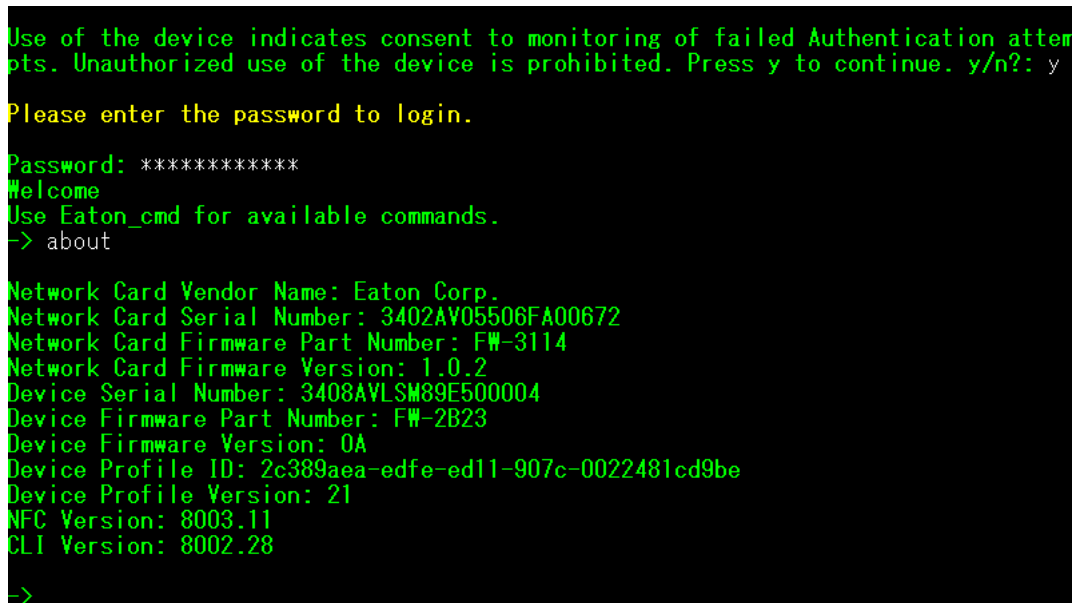 Use of the device indicates consent to monitoring of failed Authentication attem
pts. Unauthorized use of the device is prohibited. Press y to continue. y/n?: y
Please enter the password to login.
Password: ************
Welcome
Use Eaton_cmd for available commands.
-> about
Network Card Vendor Name: Eaton Corp.
Network Card Serial Number: 3402AV05506FA00672
Network Card Firmware Part Number: FW-3114
Network Card Firmware Version: 1.0.2
Device Serial Number: 3408AVLSM89E500004
Device Firmware Part Number: FW-2B23
Device Firmware Version: 0A
Device Profile ID: 2c389aea-edfe-ed11-907c-0022481cd9be
Device Profile Version: 21
NFC Version: 8003.11
CLI Version: 8002.28
->